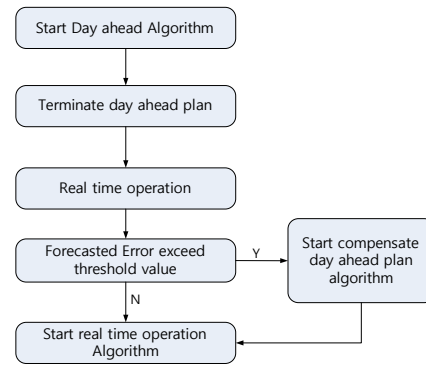 Start Day ahead Algorithm
Terminate day ahead plan
Real time operation
Forecasted Error exceed
threshold value
Y
Start compensate
day ahead plan
algorithm
N
Start real time operation
Algorithm